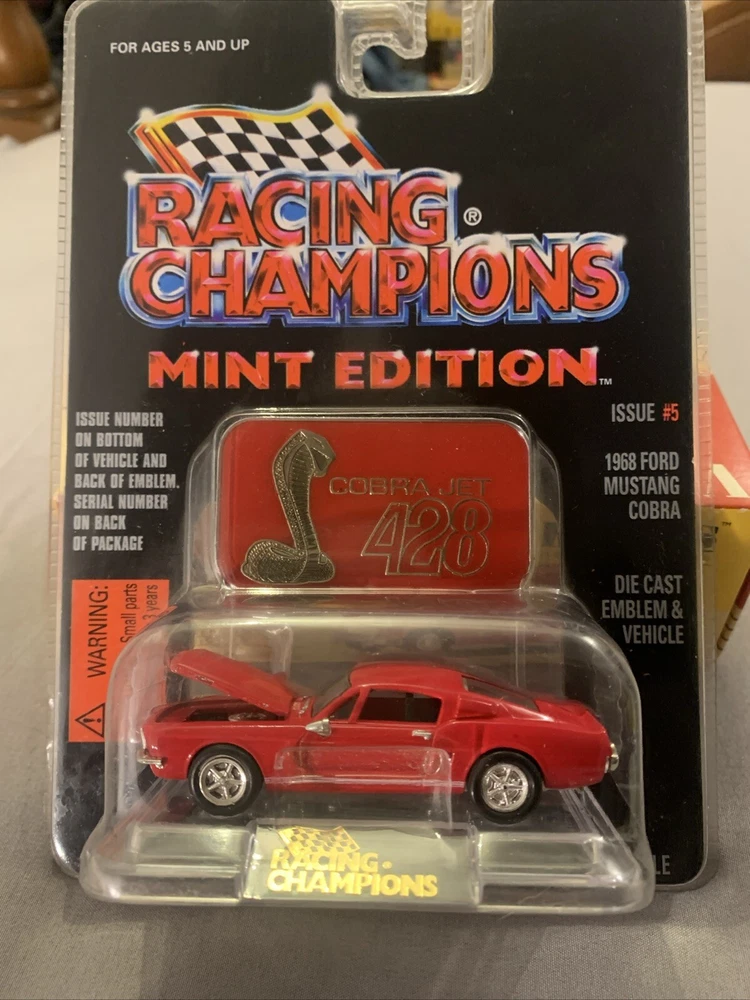 FOR AGES 5 AND UP
RACING ®
CHAMPIONS
MINT EDITION™
ISSUE NUMBER
ON BOTTOM
OF VEHICLE AND
BACK OF EMBLEM.
SERIAL NUMBER
ON BACK
OF PACKAGE
ISSUE #5
1968 FORD
MUSTANG
COBRA
COBRA JET
428
DIE CAST
EMBLEM &
VEHICLE
WARNING:
Small parts
3 years
RACING
CHAMPIONS